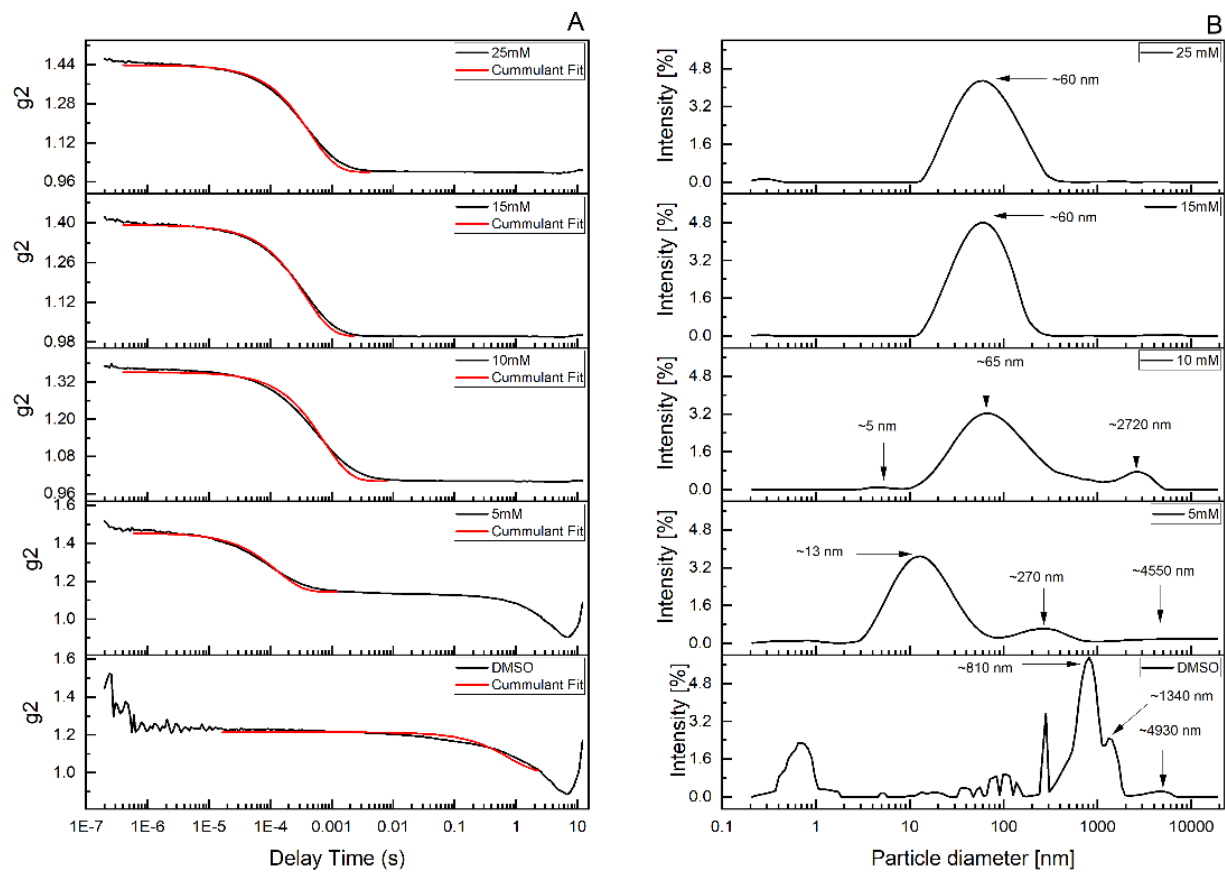 A
25mM
Cummulant Fit
g2
1.44
1.28
1.12
0.96
15mM
Cummulant Fit
g2
1.40
1.26
1.12
0.98
10mM
Cummulant Fit
g2
1.32
1.20
1.08
0.96
5mM
Cummulant Fit
g2
1.6
1.4
1.2
1.0
DMSO
Cummulant Fit
g2
1.6
1.4
1.2
1.0
1E-7 1E-6 1E-5 1E-4 0.001 0.01 0.1 1 10
Delay Time (s)
B
25 mM
Intensity [%]
4.8
3.2
1.6
0.0
~60 nm
15mM
Intensity [%]
4.8
3.2
1.6
0.0
~60 nm
10 mM
Intensity [%]
4.8
3.2
1.6
0.0
~65 nm
~5 nm
~2720 nm
5mM
Intensity [%]
4.8
3.2
1.6
0.0
~13 nm
~270 nm
~4550 nm
DMSO
Intensity [%]
4.8
3.2
1.6
0.0
~810 nm
~1340 nm
~4930 nm
0.1 1 10 100 1000 10000
Particle diameter [nm]